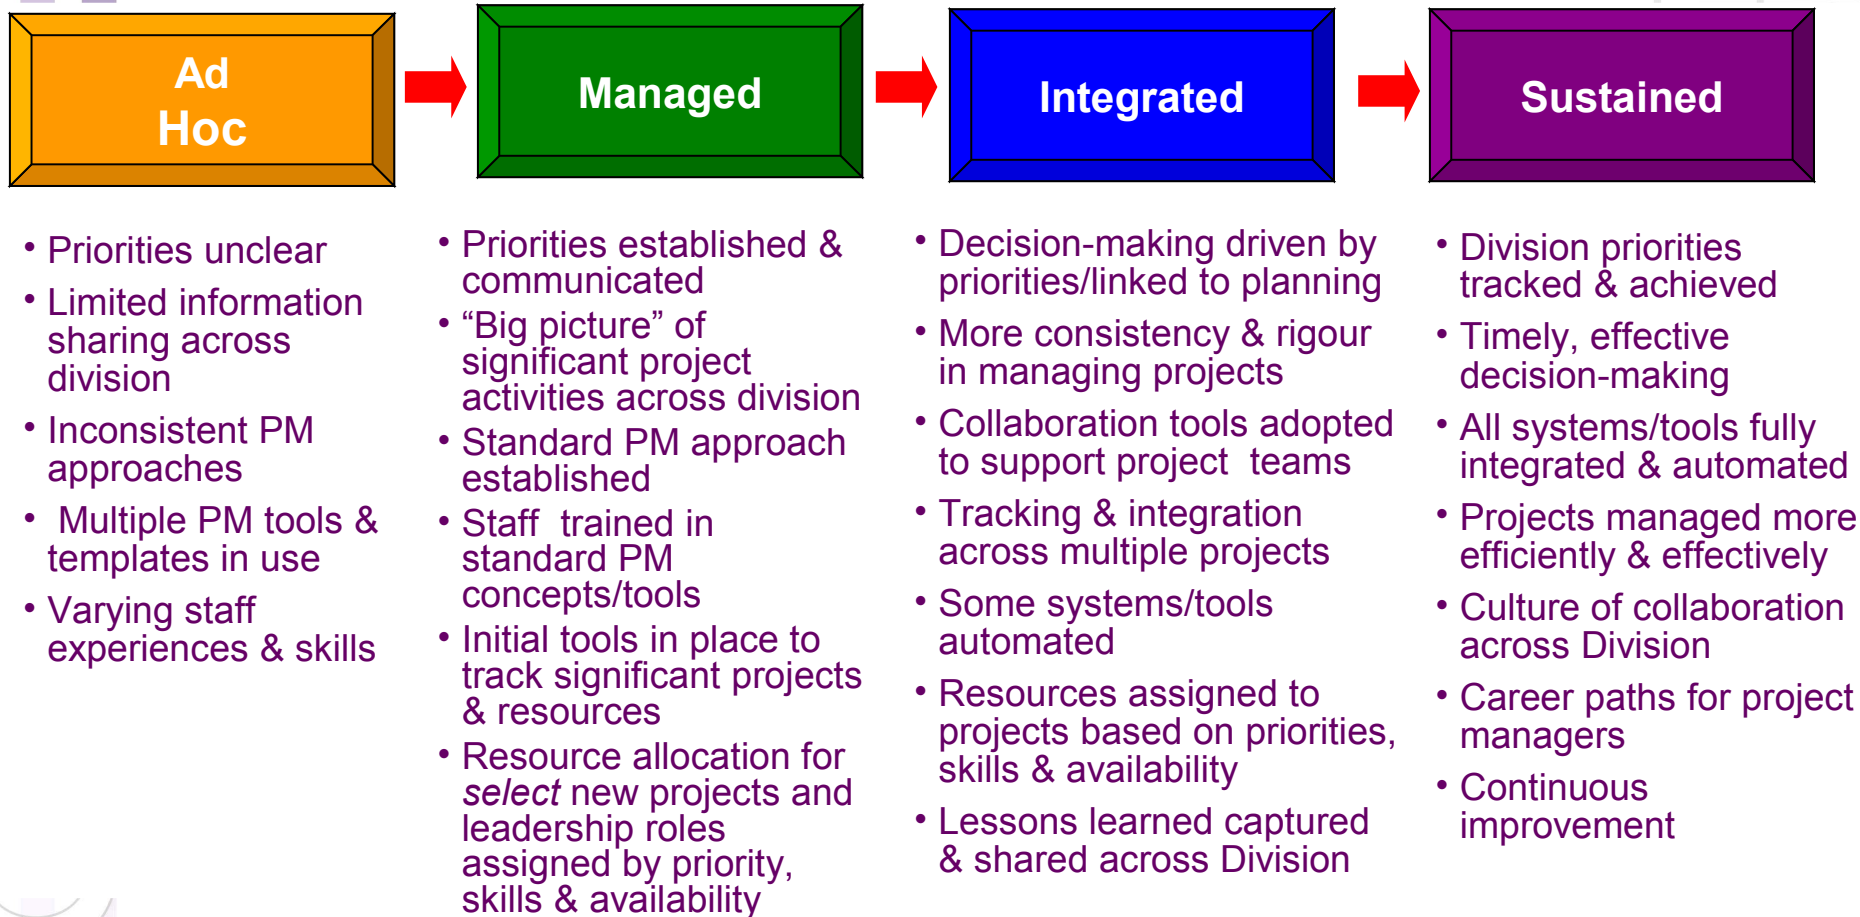 Ad
Hoc
Managed
Integrated
Sustained
• Priorities unclear
• Limited information
sharing across
division
• Inconsistent PM
approaches
• Multiple PM tools &
templates in use
• Varying staff
experiences & skills
• Priorities established &
communicated
• “Big picture” of
significant project
activities across division
• Standard PM approach
established
• Staff trained in
standard PM
concepts/tools
• Initial tools in place to
track significant projects
& resources
• Resource allocation for
select new projects and
leadership roles
assigned by priority,
skills & availability
• Decision-making driven by
priorities/linked to planning
• More consistency & rigour
in managing projects
• Collaboration tools adopted
to support project teams
• Tracking & integration
across multiple projects
• Some systems/tools
automated
• Resources assigned to
projects based on priorities,
skills & availability
• Lessons learned captured
& shared across Division
• Division priorities
tracked & achieved
• Timely, effective
decision-making
• All systems/tools fully
integrated & automated
• Projects managed more
efficiently & effectively
• Culture of collaboration
across Division
• Career paths for project
managers
• Continuous
improvement